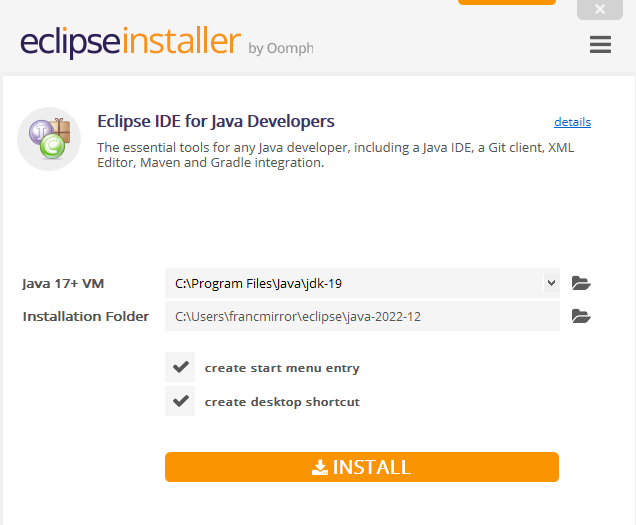 eclipseinstaller by Oomph
Eclipse IDE for Java Developers details
The essential tools for any Java developer, including a Java IDE, a Git client, XML
Editor, Maven and Gradle integration.
Java 17+ VM C:\Program Files\Java\jdk-19
Installation Folder C:\Users\francmirror\eclipse\java-2022-12
create start menu entry
create desktop shortcut
INSTALL